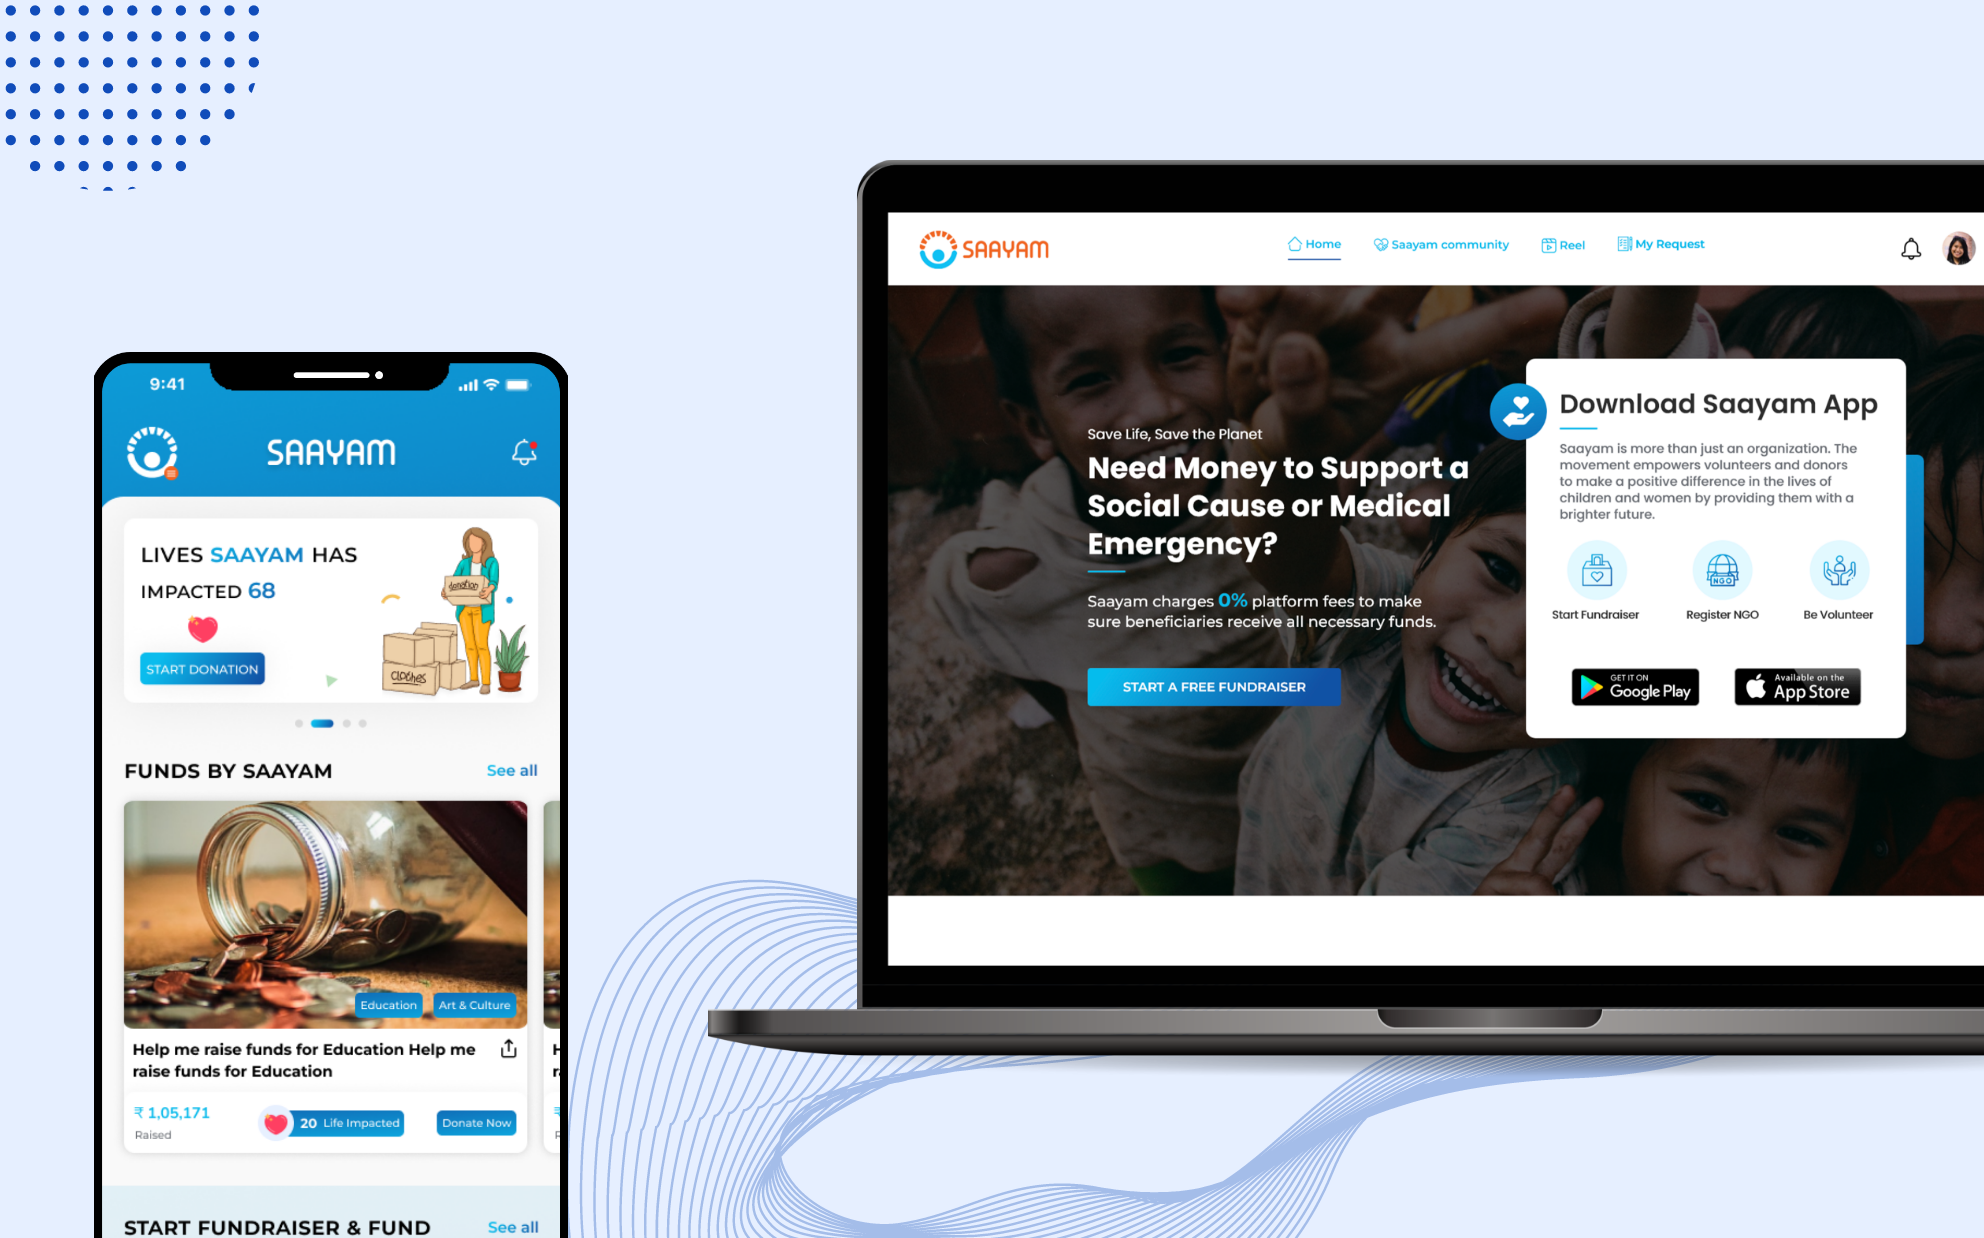 9:41
SAAYAM
LIVES SAAYAM HAS
IMPACTED 68
START DONATION
donation
CLOthes
FUNDS BY SAAYAM
See all
Education
Art & Culture
Help me raise funds for Education Help me
raise funds for Education
₹ 1,05,171
Raised
20 Life Impacted
Donate Now
START FUNDRAISER & FUND
See all
SAAYAM
Home
Saayam community
Reel
My Request
Save Life, Save the Planet
Need Money to Support a
Social Cause or Medical
Emergency?
Saayam charges 0% platform fees to make
sure beneficiaries receive all necessary funds.
START A FREE FUNDRAISER
Download Saayam App
Saayam is more than just an organization. The
movement empowers volunteers and donors
to make a positive difference in the lives of
children and women by providing them with a
brighter future.
NGO
Start Fundraiser
Register NGO
Be Volunteer
GET IT ON
Google Play
Available on the
App Store